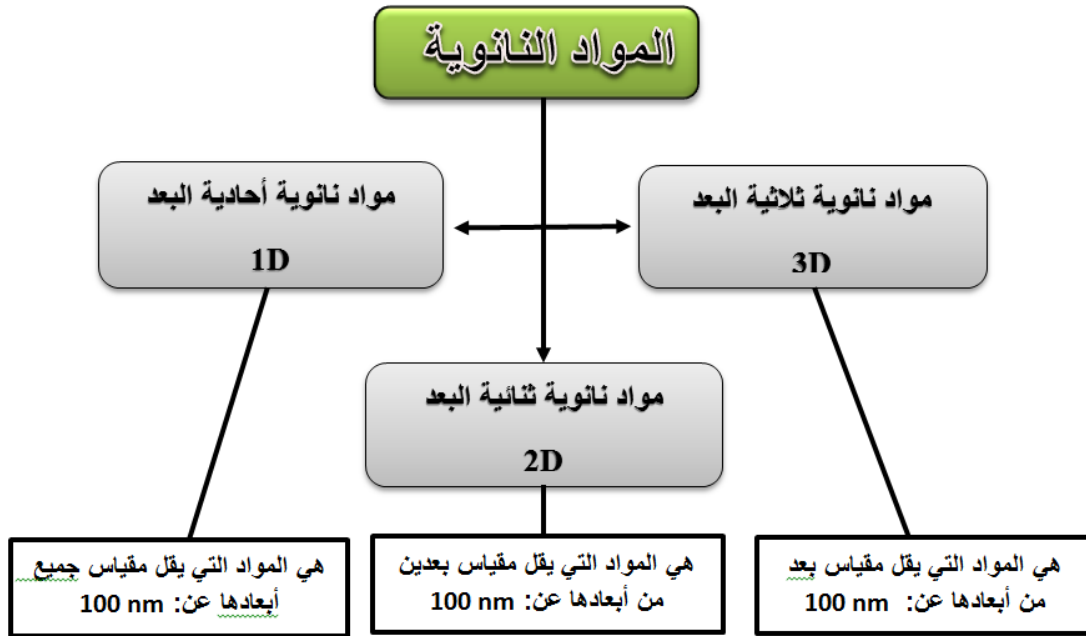 المواد النانوية
مواد نانوية ثلاثية البعد
3D
مواد نانوية أحادية البعد
1D
مواد نانوية ثنائية البعد
2D
هي المواد التي يقل مقياس بعد
من أبعادها عن: 100 nm
هي المواد التي يقل مقياس بعدين
من أبعادها عن: 100 nm
هي المواد التي يقل مقياس جميع
أبعادها عن: 100 nm